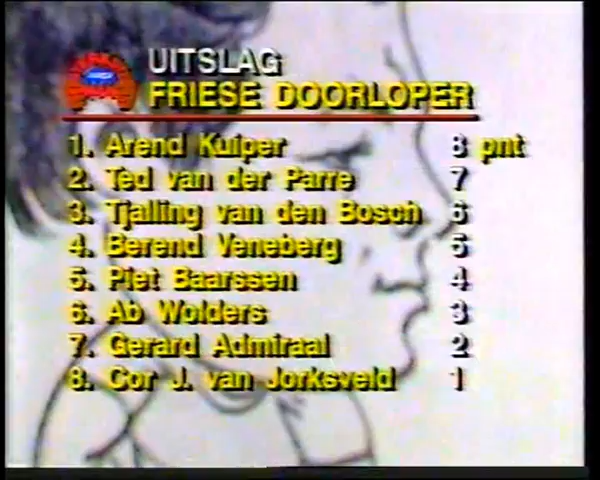 UITSLAG
FRIESE DOORLOPER
1. Arend Kuiper 8 pnt
2. Ted van der Parre 7
3. Tjalling van den Bosch 6
4. Berend Veneberg 5
5. Piet Baarssen 4
6. Ab Wolders 3
7. Gerard Admiraal 2
8. Cor J. van Jorksveld 1